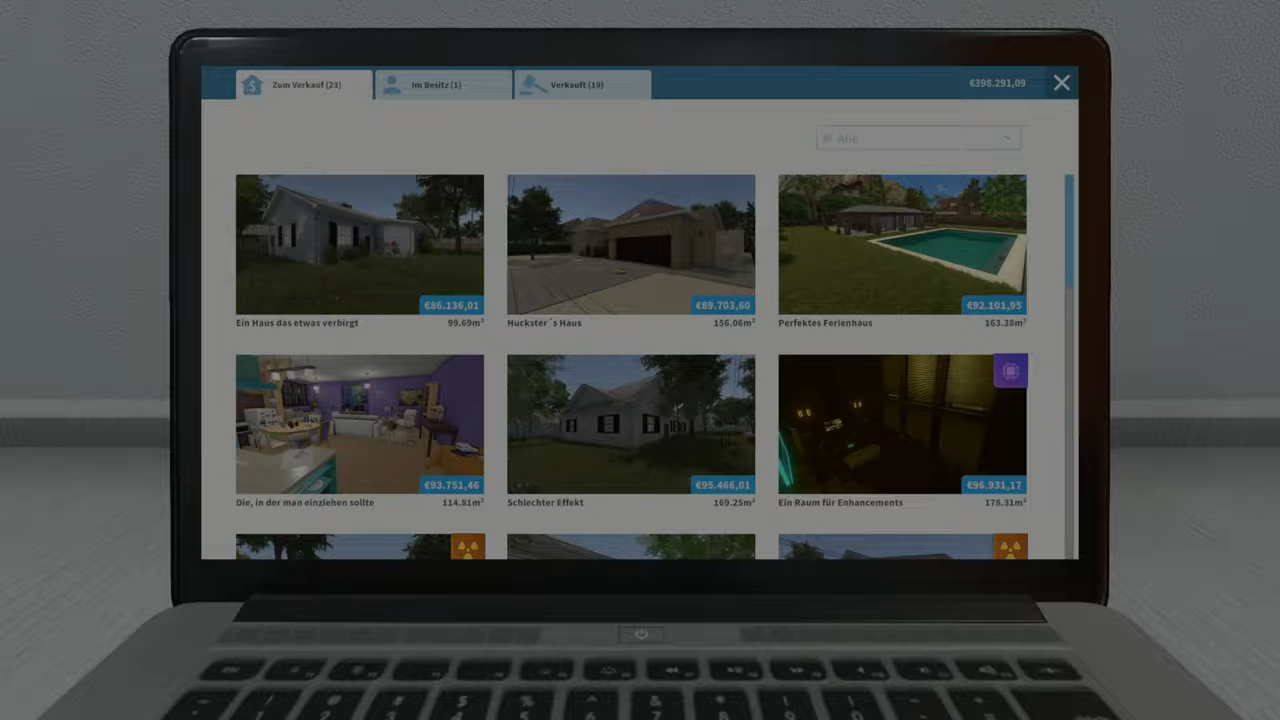 Zum Verkauf (23)
Im Besitz (1)
Verkauft (19)
€398.291,09
Alle
€86.136,01
€89.703,60
€92.101,95
Ein Haus das etwas verbirgt
99.69m²
Huckster´s Haus
156.06m²
Perfektes Ferienhaus
163.38m²
€93.751,46
€95.466,01
€96.931,17
Die, in der man einziehen sollte
114.81m²
Schlechter Effekt
169.25m²
Ein Raum für Enhancements
178.31m²